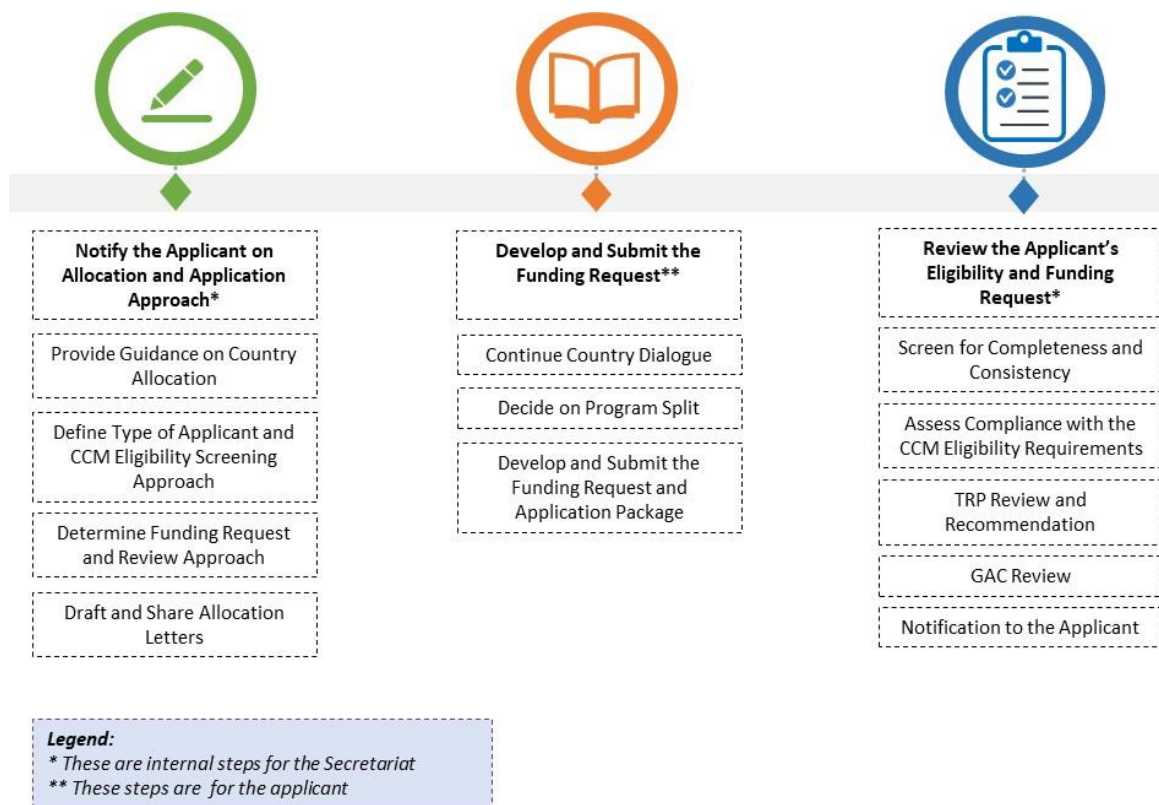 Notify the Applicant on
Allocation and Application
Approach*
Provide Guidance on Country
Allocation
Define Type of Applicant and
CCM Eligibility Screening
Approach
Determine Funding Request
and Review Approach
Draft and Share Allocation
Letters
Develop and Submit the
Funding Request**
Continue Country Dialogue
Decide on Program Split
Develop and Submit the
Funding Request and
Application Package
Review the Applicant's
Eligibility and Funding
Request*
Screen for Completeness and
Consistency
Assess Compliance with the
CCM Eligibility Requirements
TRP Review and
Recommendation
GAC Review
Notification to the Applicant
Legend:
* These are internal steps for the Secretariat
** These steps are for the applicant